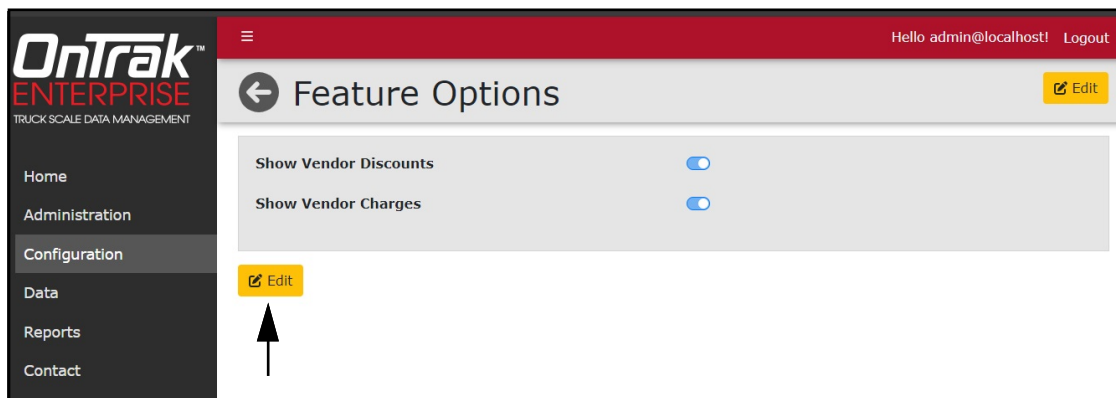 OnTrak™
ENTERPRISE
TRUCK SCALE DATA MANAGEMENT
Hello admin@localhost! Logout
Feature Options
Edit
Home
Administration
Configuration
Data
Reports
Contact
Show Vendor Discounts
Show Vendor Charges
Edit